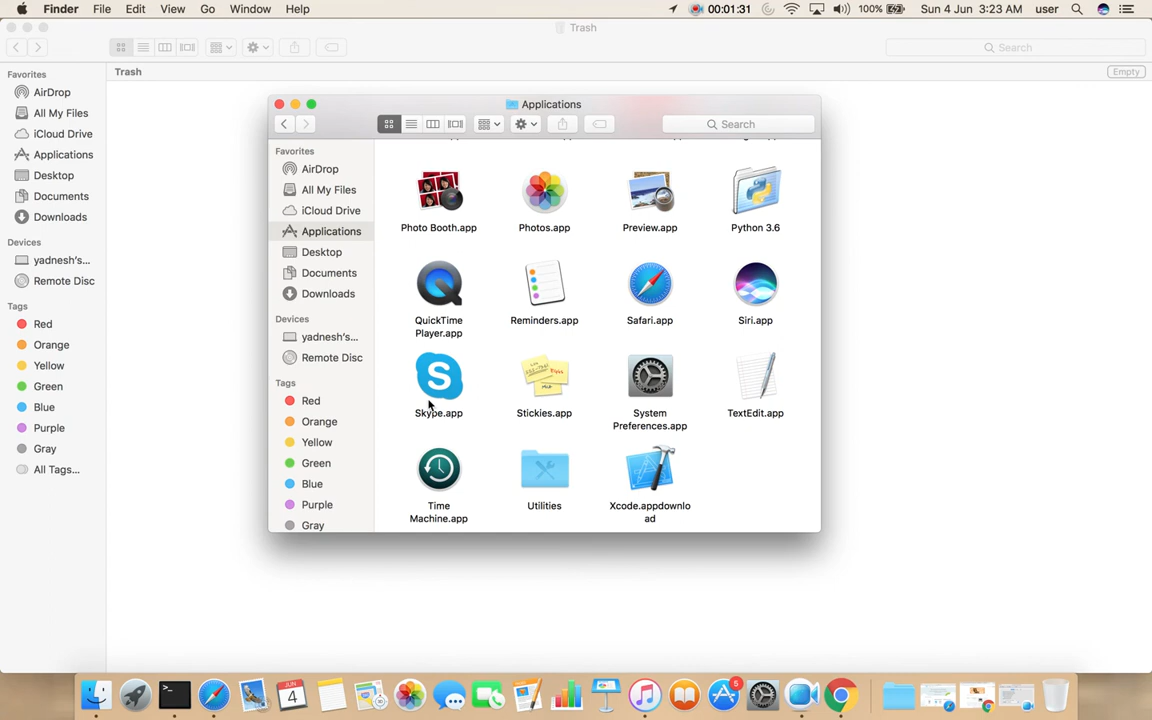 Finder File Edit View Go Window Help 00:01:31 100% Sun 4 Jun 3:23 AM user
Trash
Search
Favorites
AirDrop
All My Files
iCloud Drive
Applications
Desktop
Documents
Downloads
Devices
yadnesh's...
Remote Disc
Tags
Red
Orange
Yellow
Green
Blue
Purple
Gray
All Tags...
Trash
Empty
Applications
Search
Favorites
AirDrop
All My Files
iCloud Drive
Applications
Desktop
Documents
Downloads
Devices
yadnesh's...
Remote Disc
Tags
Red
Orange
Yellow
Green
Blue
Purple
Gray
Photo Booth.app
Photos.app
Preview.app
Python 3.6
QuickTime
Player.app
Reminders.app
Safari.app
Siri.app
S
Skype.app
Stickies.app
System
Preferences.app
TextEdit.app
Time
Machine.app
Utilities
Xcode.appdownlo
ad
>_
JUN
4
5